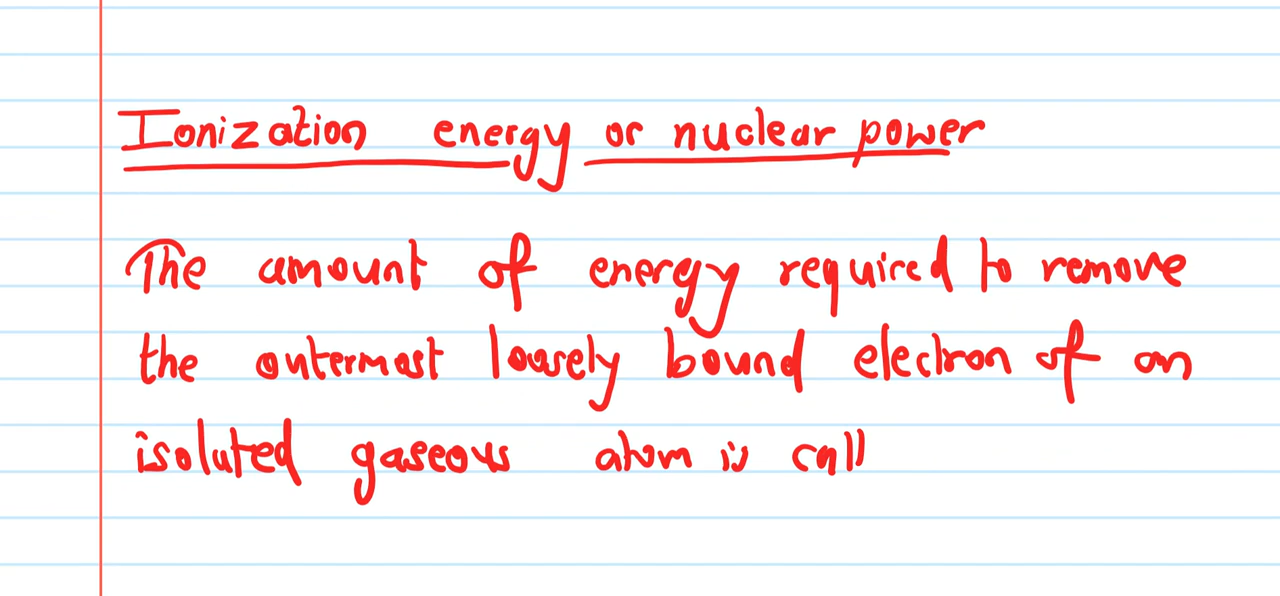 Ionization energy or nuclear power
The amount of energy required to remove
the outermost loosely bound electron of an
isolated gaseous atom is call